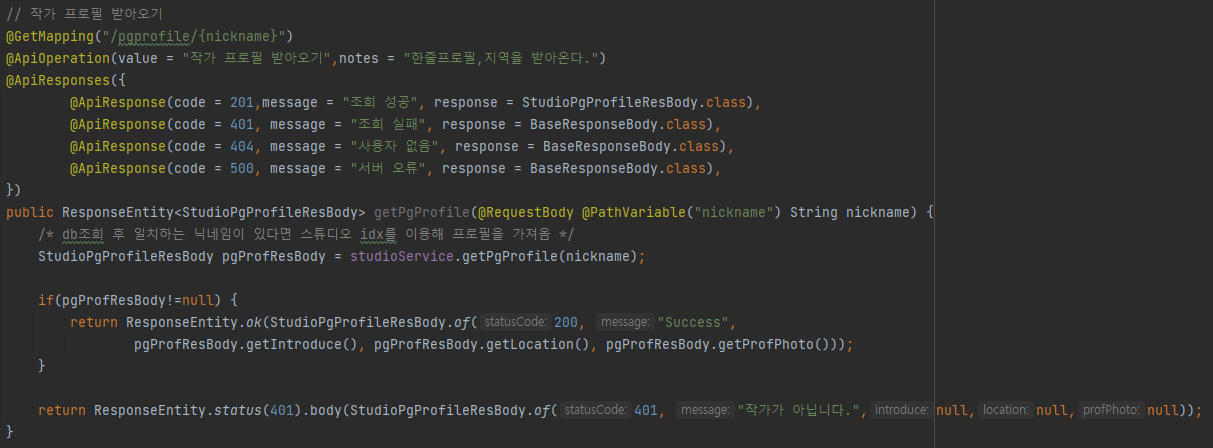 // 작가 프로필 받아오기
@GetMapping("/pgprofile/{nickname}")
@ApiOperation(value = "작가 프로필 받아오기",notes = "한줄프로필,지역을 받아온다.")
@ApiResponses({
        @ApiResponse(code = 201,message = "조회 성공", response = StudioPgProfileResBody.class),
        @ApiResponse(code = 401, message = "조회 실패", response = BaseResponseBody.class),
        @ApiResponse(code = 404, message = "사용자 없음", response = BaseResponseBody.class),
        @ApiResponse(code = 500, message = "서버 오류", response = BaseResponseBody.class),
})
public ResponseEntity<StudioPgProfileResBody> getPgProfile(@RequestBody @PathVariable("nickname") String nickname) {
    /* db조회 후 일치하는 닉네임이 있다면 스튜디오 idx를 이용해 프로필을 가져옴 */
    StudioPgProfileResBody pgProfResBody = studioService.getPgProfile(nickname);
    if(pgProfResBody!=null) {
        return ResponseEntity.ok(StudioPgProfileResBody.of( statusCode: 200, message: "Success",
                pgProfResBody.getIntroduce(), pgProfResBody.getLocation(), pgProfResBody.getProfPhoto()));
    }
    return ResponseEntity.status(401).body(StudioPgProfileResBody.of( statusCode: 401, message: "작가가 아닙니다.", introduce: null, location: null, profPhoto: null));
}